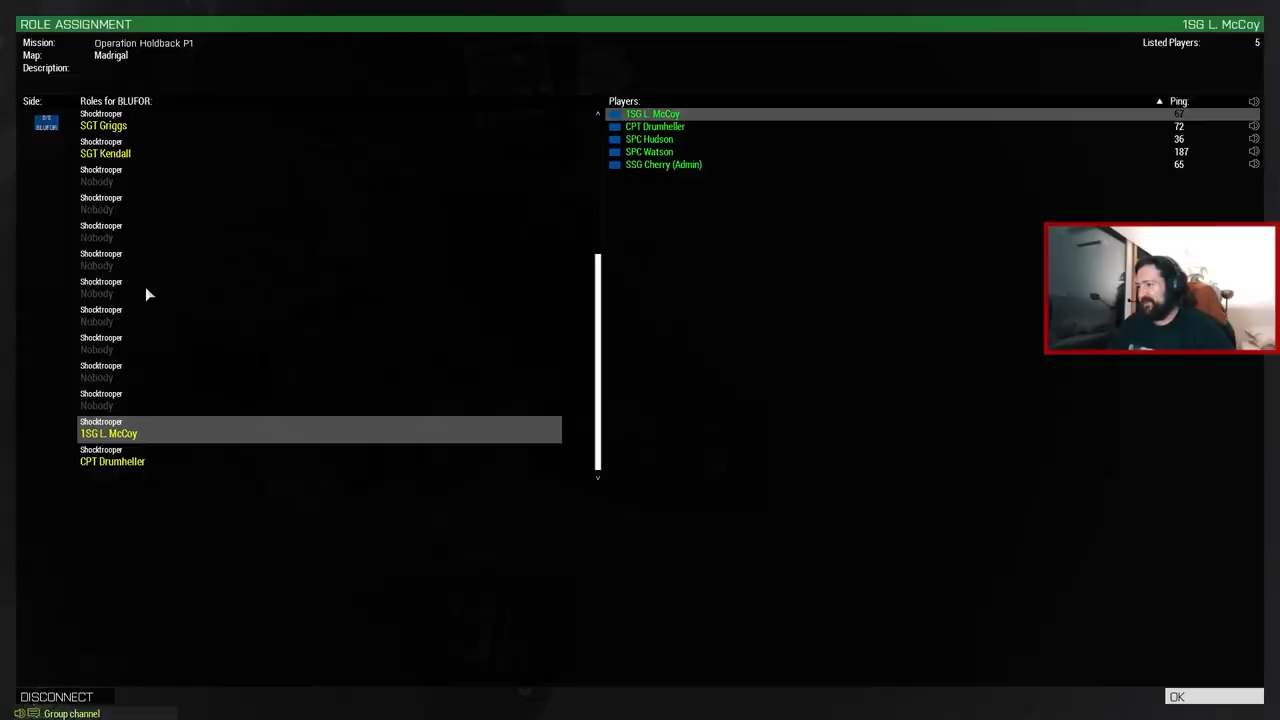 ROLE ASSIGNMENT
1SG L. McCoy
Mission: Operation Holdback P1
Map: Madrigal
Description:
Listed Players: 5
Side:
Roles for BLUFOR:
Players:
Ping:
BLUFOR
Shocktrooper
SGT Griggs
Shocktrooper
SGT Kendall
Shocktrooper
Nobody
Shocktrooper
Nobody
Shocktrooper
Nobody
Shocktrooper
Nobody
Shocktrooper
Nobody
Shocktrooper
Nobody
Shocktrooper
Nobody
Shocktrooper
Nobody
Shocktrooper
Nobody
Shocktrooper
1SG L. McCoy
Shocktrooper
CPT Drumheller
1SG L. McCoy 67
CPT Drumheller 72
SPC Hudson 36
SPC Watson 187
SSG Cherry (Admin) 65
DISCONNECT
OK
Group channel